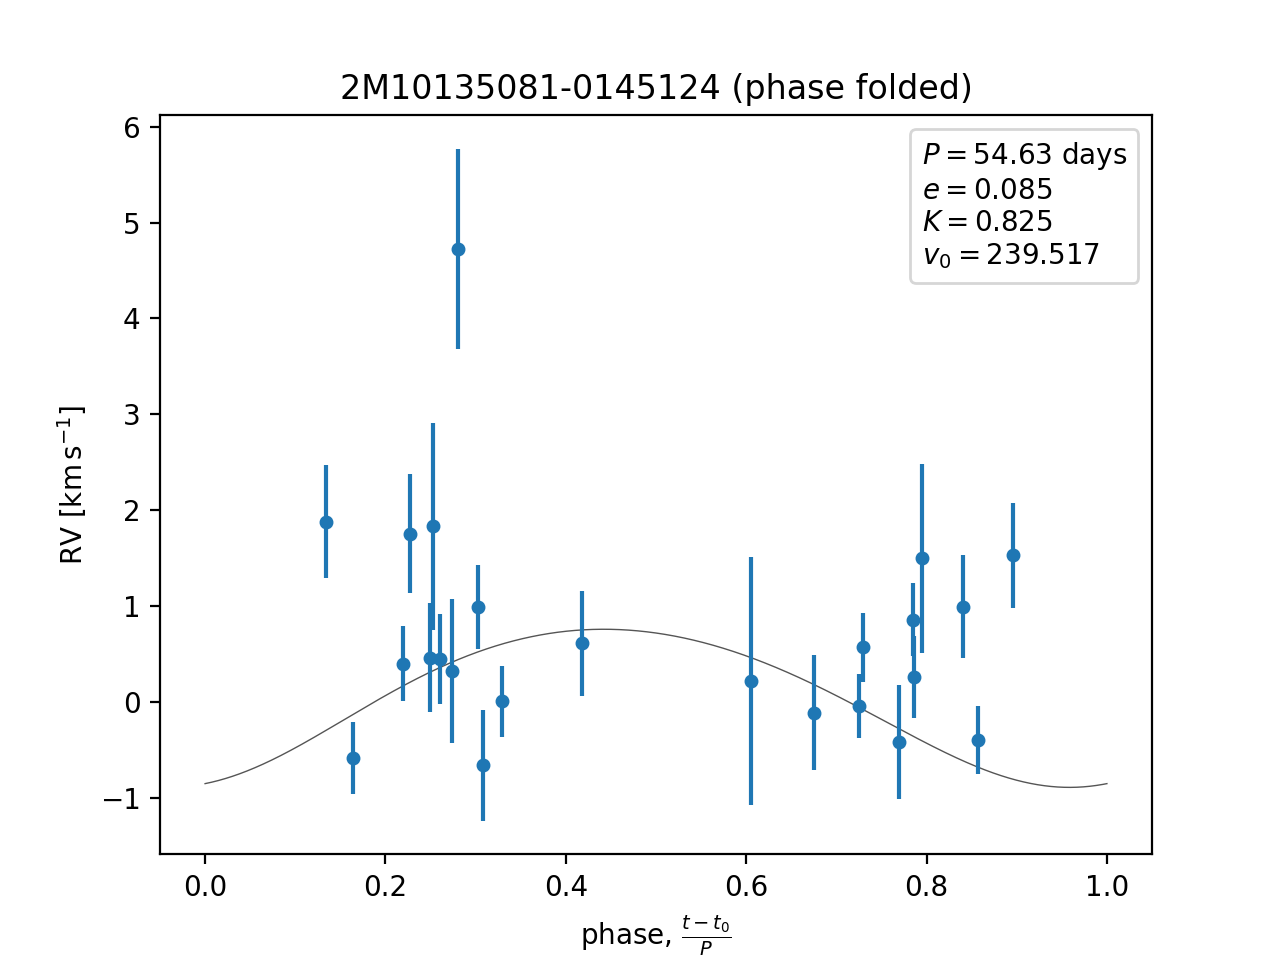 2M10135081-0145124 (phase folded)
P = 54.63 days
e = 0.085
K = 0.825
v₀ = 239.517
RV [km s⁻¹]
6
5
4
3
2
1
0
−1
0.0 0.2 0.4 0.6 0.8 1.0
phase, (t − t₀)/P